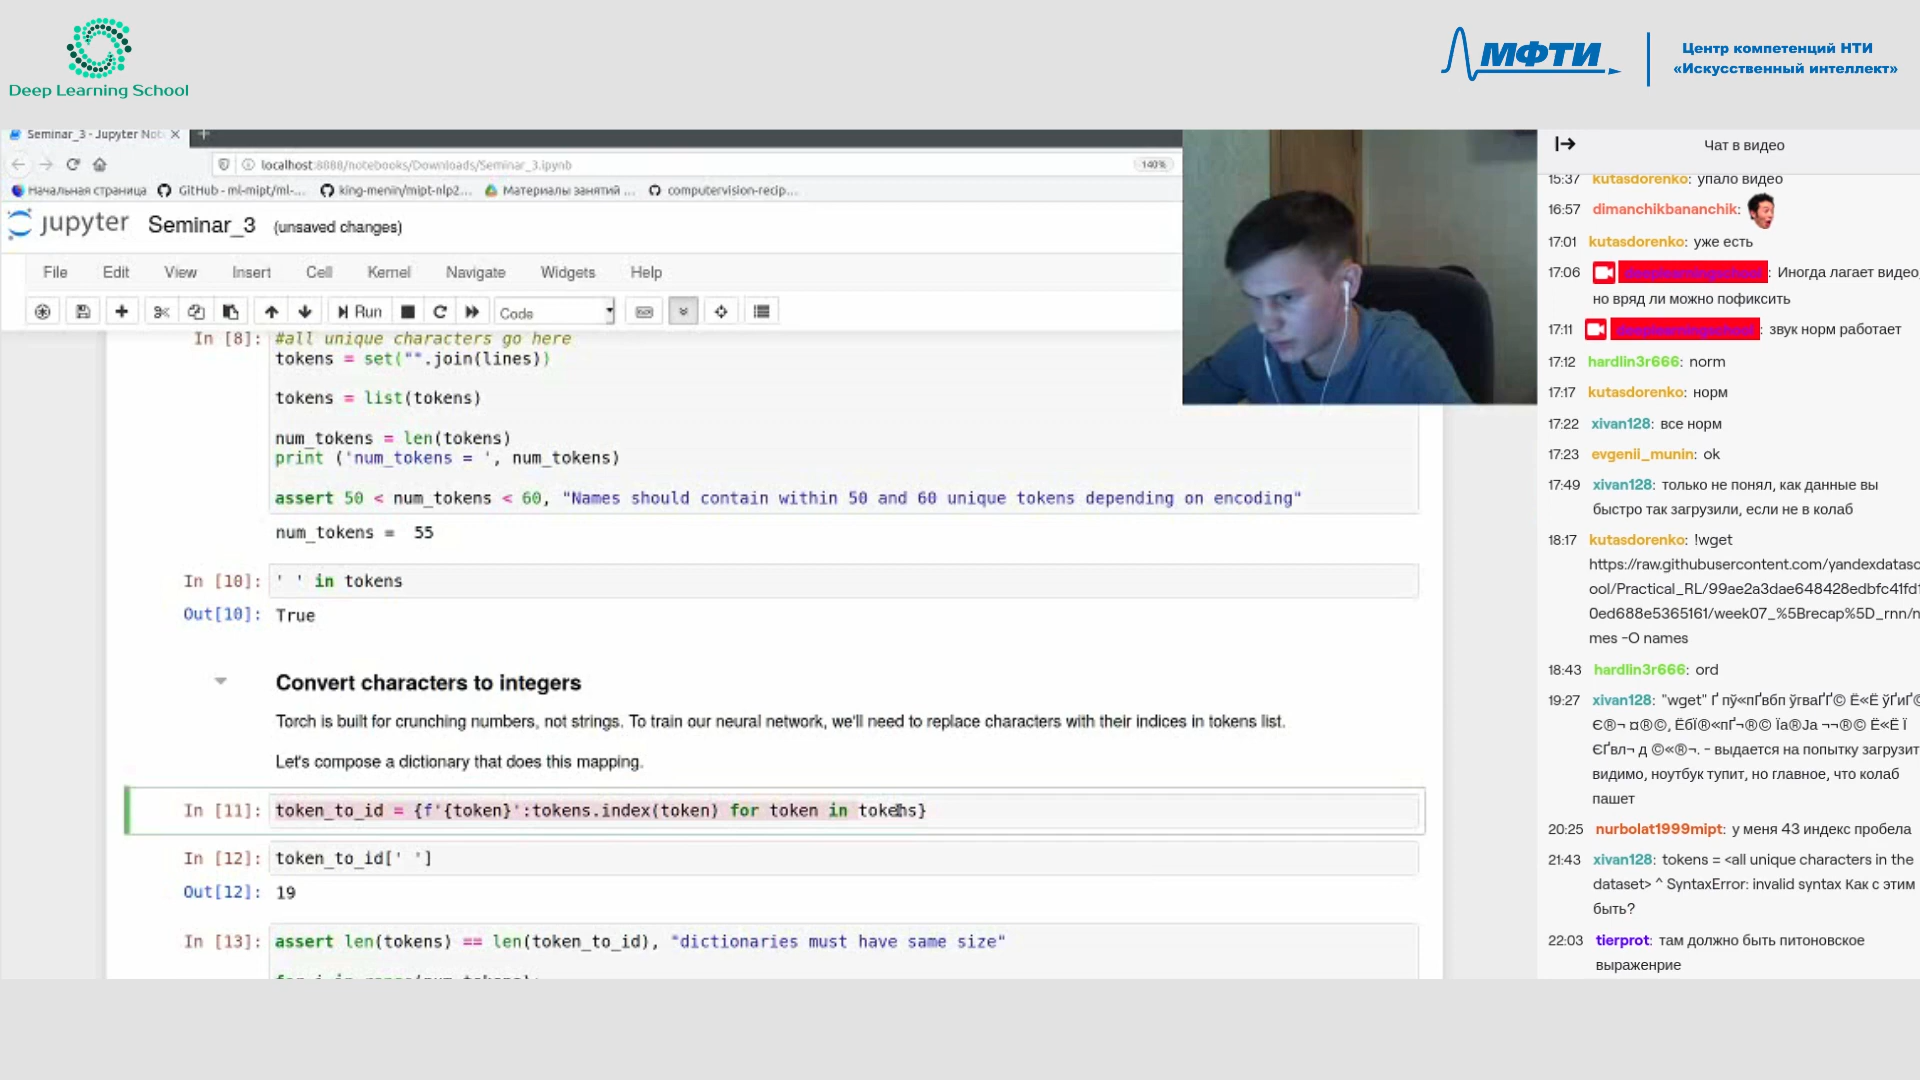 Deep Learning School
МФТИ
Центр компетенций НТИ
«Искусственный интеллект»
Seminar_3 - Jupyter Not
localhost:8888/notebooks/Downloads/Seminar_3.ipynb
140%
Начальная страница
GitHub - ml-mipt/ml-...
king-menin/mipt-nlp2...
Материалы занятий ...
computervision-recip...
jupyter Seminar_3 (unsaved changes)
File Edit View Insert Cell Kernel Navigate Widgets Help
Run
Code
In [8]: #all unique characters go here
tokens = set("".join(lines))
tokens = list(tokens)
num_tokens = len(tokens)
print ('num_tokens = ', num_tokens)
assert 50 < num_tokens < 60, "Names should contain within 50 and 60 unique tokens depending on encoding"
num_tokens =  55
In [10]: ' ' in tokens
Out[10]: True
Convert characters to integers
Torch is built for crunching numbers, not strings. To train our neural network, we'll need to replace characters with their indices in tokens list.
Let's compose a dictionary that does this mapping.
In [11]: token_to_id = {f'{token}':tokens.index(token) for token in tokens}
In [12]: token_to_id[' ']
Out[12]: 19
In [13]: assert len(tokens) == len(token_to_id), "dictionaries must have same size"
Чат в видео
15:37 kutasdorenko: упало видео
16:57 dimanchikbananchik:
17:01 kutasdorenko: уже есть
17:06 : Иногда лагает видео,
но вряд ли можно пофиксить
17:11 : звук норм работает
17:12 hardlin3r666: norm
17:17 kutasdorenko: норм
17:22 xivan128: все норм
17:23 evgenii_munin: ok
17:49 xivan128: только не понял, как данные вы
быстро так загрузили, если не в колаб
18:17 kutasdorenko: !wget
https://raw.githubusercontent.com/yandexdatasc
ool/Practical_RL/99ae2a3dae648428edbfc41fd1
0ed688e5365161/week07_%5Brecap%5D_rnn/n
mes -O names
18:43 hardlin3r666: ord
19:27 xivan128: "wget"
- выдается на попытку загрузит
видимо, ноутбук тупит, но главное, что колаб
пашет
20:25 nurbolat1999mipt: у меня 43 индекс пробела
21:43 xivan128: tokens = <all unique characters in the
dataset> ^ SyntaxError: invalid syntax Как с этим
быть?
22:03 tierprot: там должно быть питоновское
выраженрие